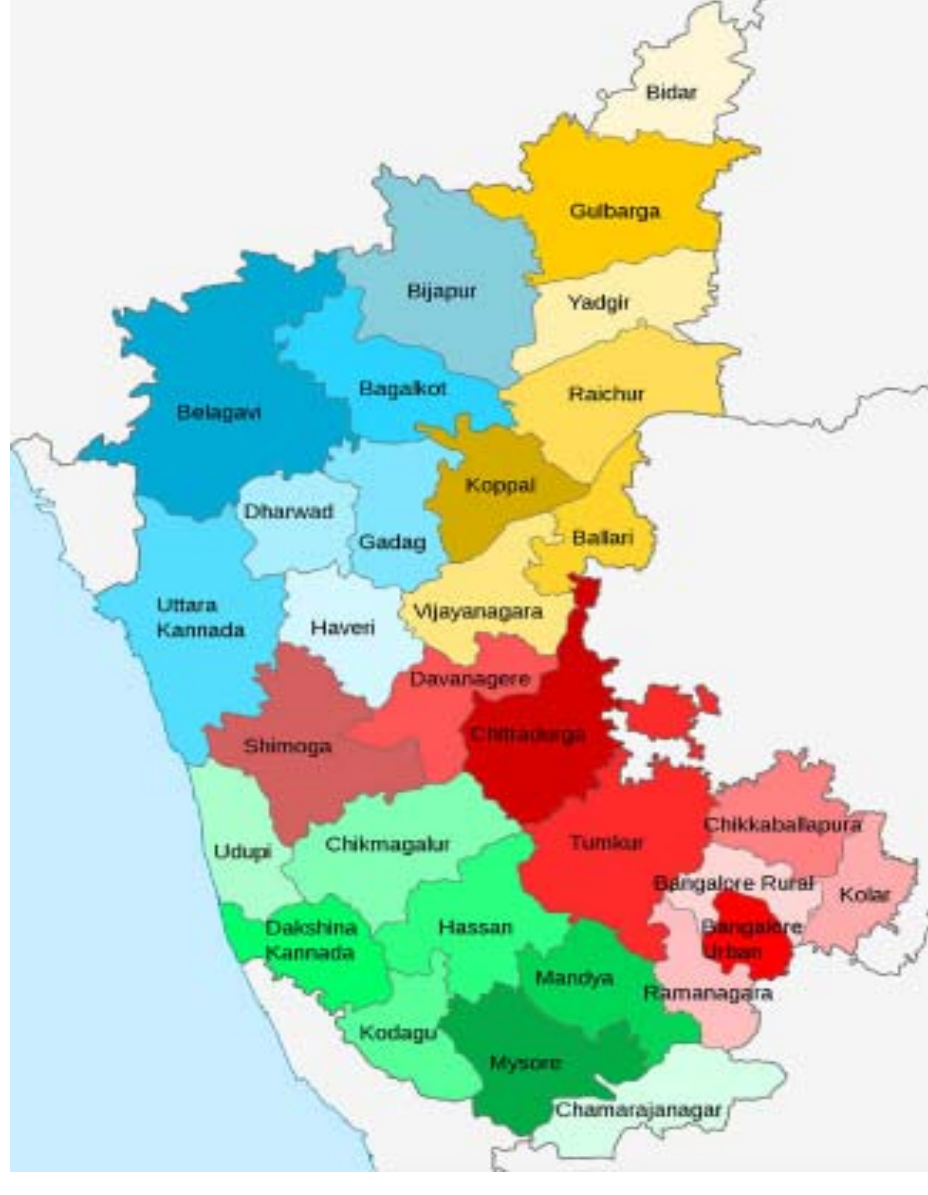 Bidar
Gulbarga
Bijapur
Yadgir
Bagalkot
Raichur
Belagavi
Koppal
Dharwad
Gadag
Ballari
Uttara
Kannada
Haveri
Vijayanagara
Davanagere
Shimoga
Chitradurga
Chikkaballapura
Udupi
Chikmagalur
Tumkur
Bangalore Rural
Kolar
Dakshina
Kannada
Hassan
Bangalore
Urban
Mandya
Ramanagara
Kodagu
Mysore
Chamarajanagar